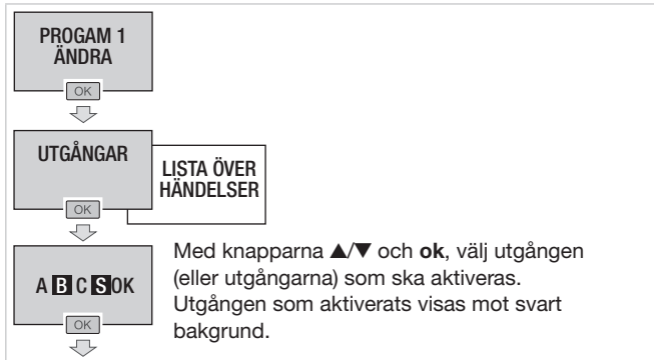 PROGAM 1
ÄNDRA
OK
UTGÅNGAR
LISTA ÖVER
HÄNDELSER
OK
A B C S OK
OK
Med knapparna ▲/▼ och ok, välj utgången
(eller utgångarna) som ska aktiveras.
Utgången som aktiverats visas mot svart
bakgrund.